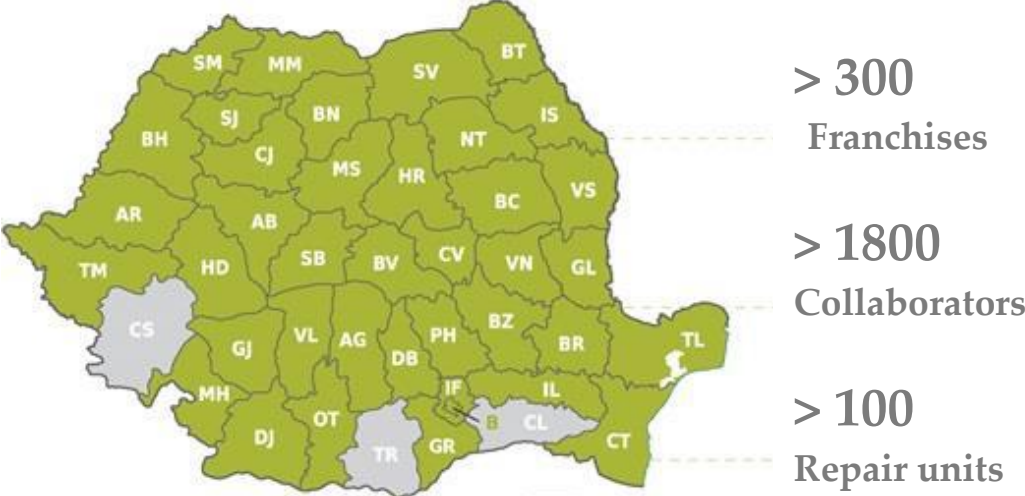 BT
SM
MM
SV
> 300
Franchises
SJ
BN
IS
BH
CJ
NT
MS
HR
VS
BC
AR
AB
> 1800
Collaborators
TM
HD
SB
BV
CV
VN
GL
CS
GJ
VL
AG
DB
PH
BZ
BR
TL
MH
IF
IL
> 100
Repair units
DJ
OT
TR
GR
B
CL
CT